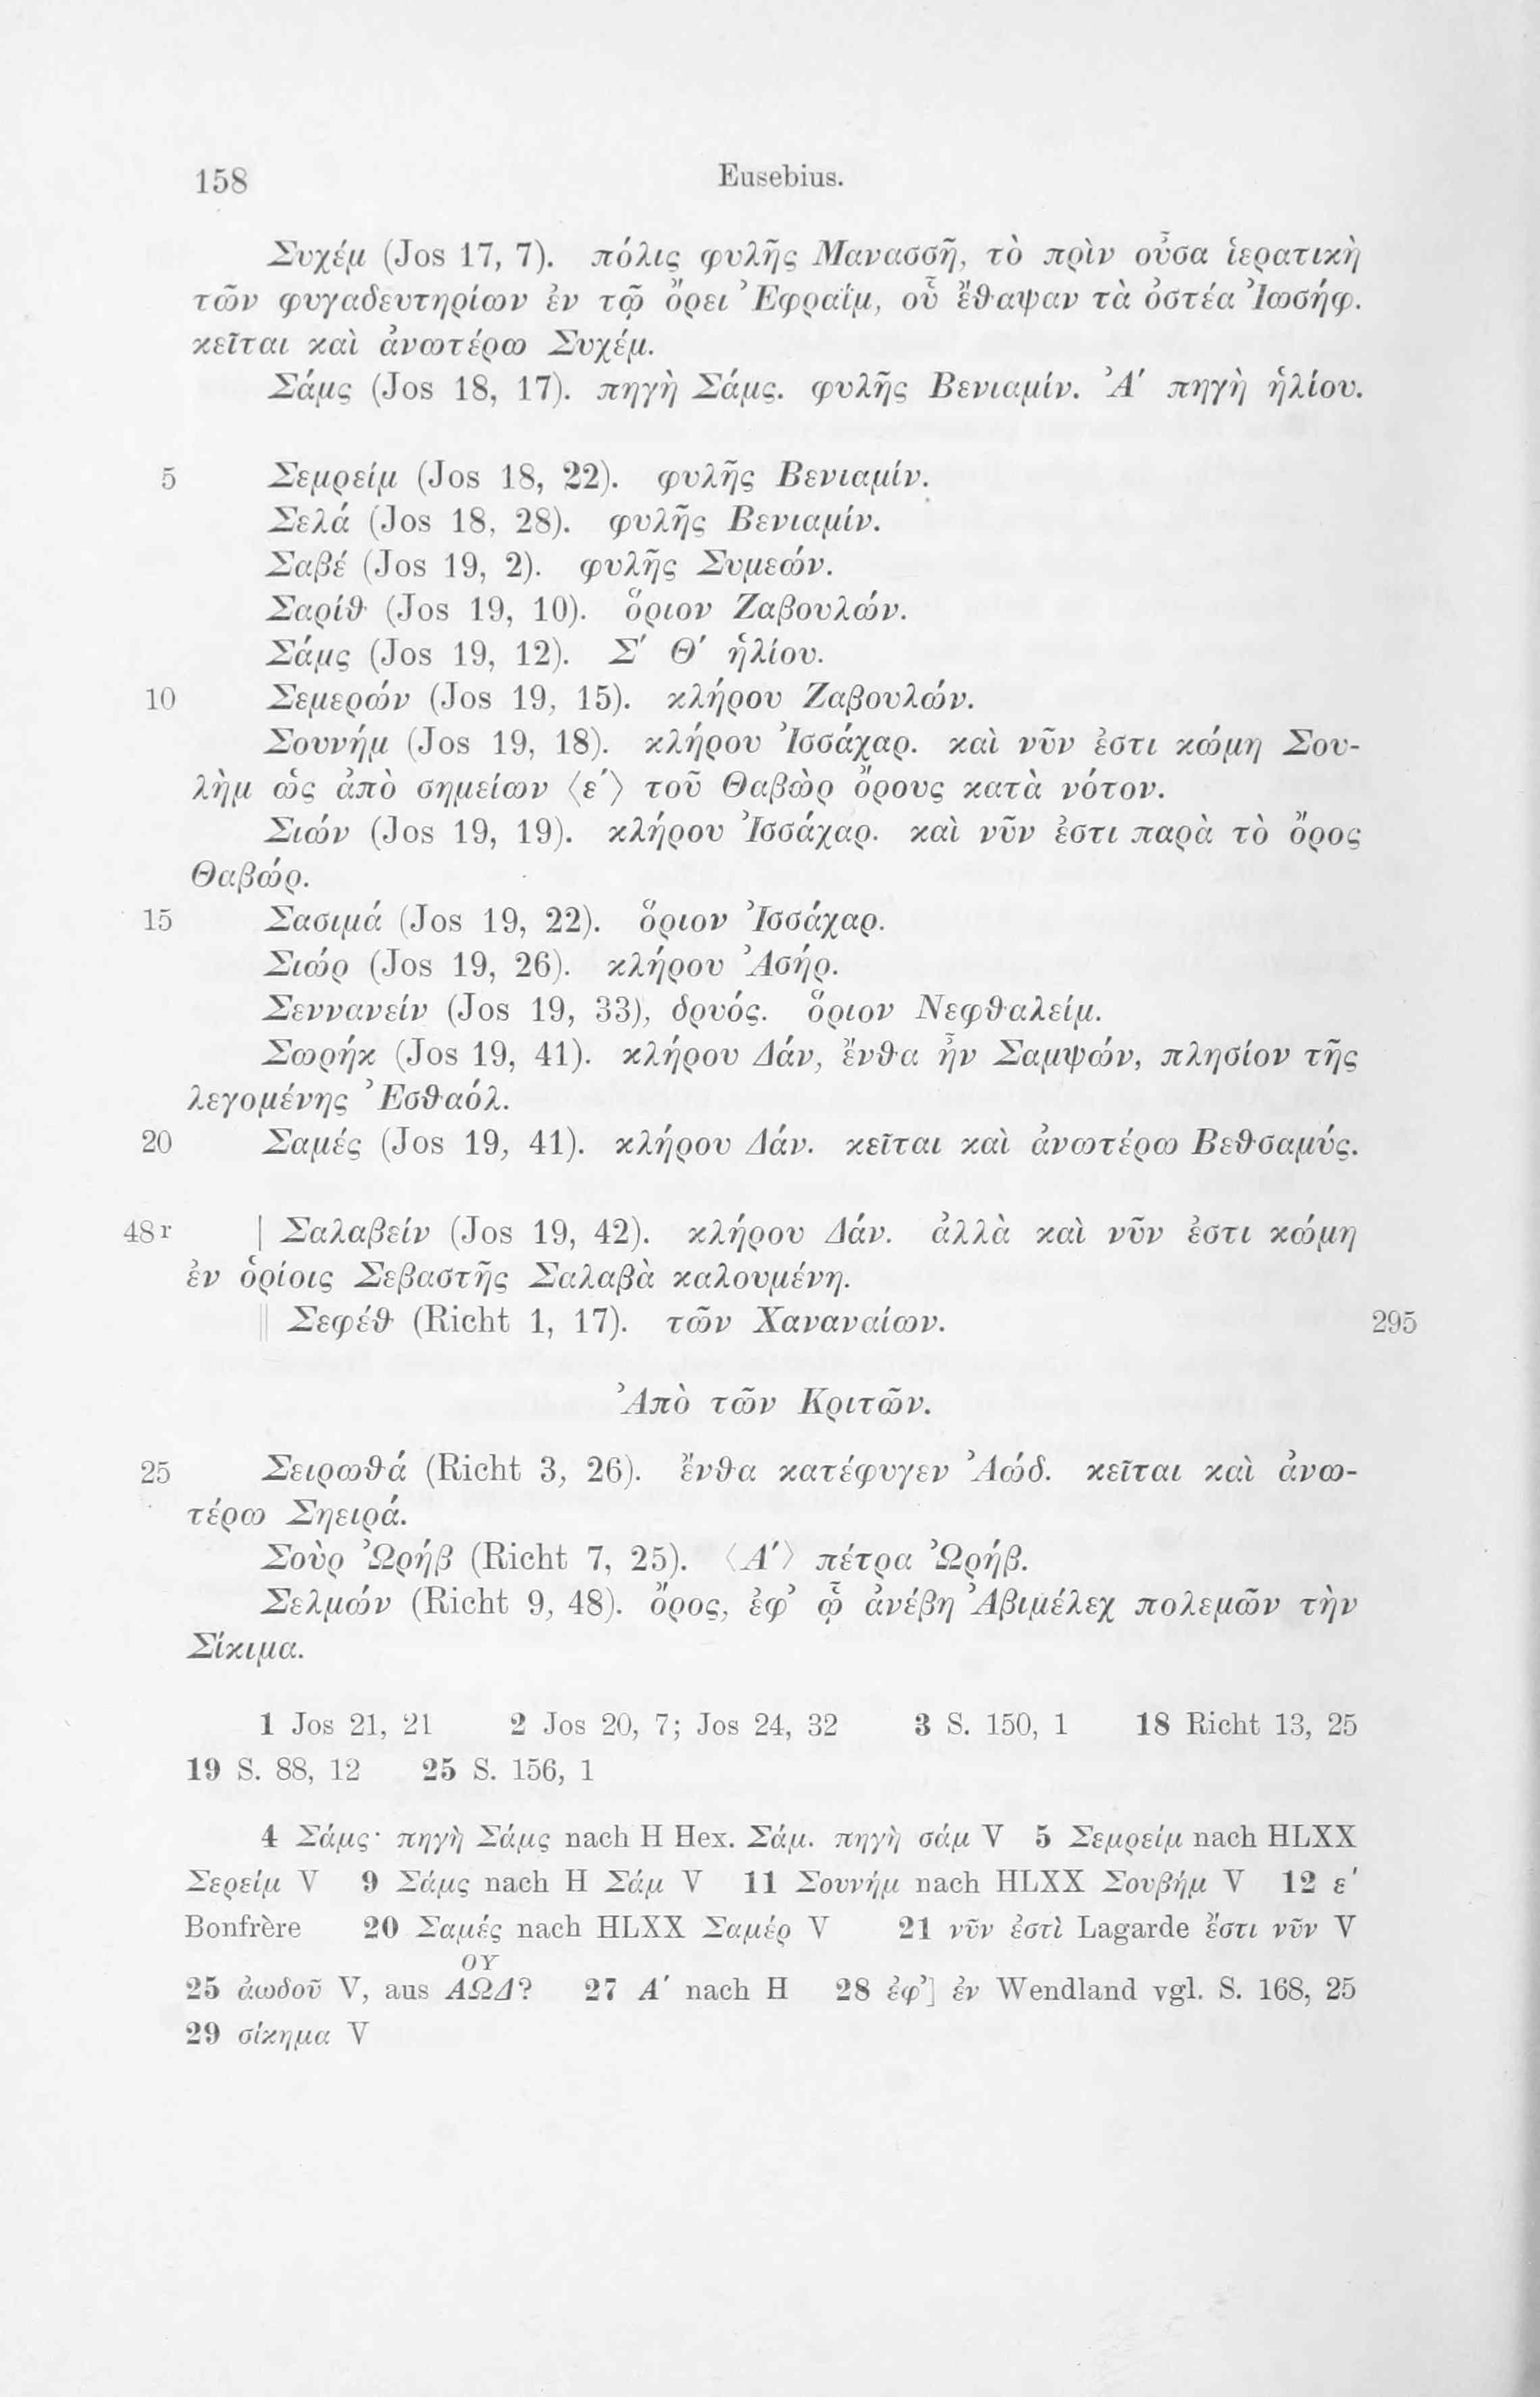 158 Eusebius.
Συχέμ (Jos 17, 7). πόλις φυλῆς Μανασσῆ, τὸ πρὶν οὖσα ἱερατικὴ
τῶν φυγαδευτηρίων ἐν τῷ ὄρει Ἐφραΐμ, οὗ ἔθαψαν τὰ ὀστέα Ἰωσήφ.
κεῖται καὶ ἀνωτέρω Συχέμ.
Σάμς (Jos 18, 17). πηγὴ Σάμς. φυλῆς Βενιαμίν. Ἀ′ πηγὴ ἡλίου.
5 Σεμρείμ (Jos 18, 22). φυλῆς Βενιαμίν.
Σελά (Jos 18, 28). φυλῆς Βενιαμίν.
Σαβέ (Jos 19, 2). φυλῆς Συμεών.
Σαρίθ (Jos 19, 10). ὅριον Ζαβουλών.
Σάμς (Jos 19, 12). Σ′ Θ′ ἡλίου.
10 Σεμερών (Jos 19, 15). κλήρου Ζαβουλών.
Σουνήμ (Jos 19, 18). κλήρου Ἰσσάχαρ. καὶ νῦν ἐστι κώμη Σου-
λὴμ ὡς ἀπὸ σημείων ⟨ε′⟩ τοῦ Θαβὼρ ὄρους κατὰ νότον.
Σιών (Jos 19, 19). κλήρου Ἰσσάχαρ. καὶ νῦν ἐστι παρὰ τὸ ὄρος
Θαβώρ.
15 Σασιμά (Jos 19, 22). ὅριον Ἰσσάχαρ.
Σιώρ (Jos 19, 26). κλήρου Ἀσήρ.
Σεννανείν (Jos 19, 33), δρυός. ὅριον Νεφθαλείμ.
Σωρήκ (Jos 19, 41). κλήρου Δάν, ἔνθα ἦν Σαμψών, πλησίον τῆς
λεγομένης Ἐσθαόλ.
20 Σαμές (Jos 19, 41). κλήρου Δάν. κεῖται καὶ ἀνωτέρω Βεθσαμύς.
48r | Σαλαβείν (Jos 19, 42). κλήρου Δάν. ἀλλὰ καὶ νῦν ἐστι κώμη
ἐν ὁρίοις Σεβαστῆς Σαλαβὰ καλουμένη.
‖ Σεφέθ (Richt 1, 17). τῶν Χαναναίων. 295
Ἀπὸ τῶν Κριτῶν.
25 Σειρωθά (Richt 3, 26). ἔνθα κατέφυγεν Ἀώδ. κεῖται καὶ ἀνω-
τέρω Σηειρά.
Σοὺρ Ὠρήβ (Richt 7, 25). ⟨Α′⟩ πέτρα Ὠρήβ.
Σελμών (Richt 9, 48). ὄρος, ἐφ’ ᾧ ἀνέβη Ἀβιμέλεχ πολεμῶν τὴν
Σίκιμα.
1 Jos 21, 21 2 Jos 20, 7; Jos 24, 32 3 S. 150, 1 18 Richt 13, 25
19 S. 88, 12 25 S. 156, 1
4 Σάμς· πηγὴ Σάμς nach H Hex. Σάμ. πηγὴ σάμ V 5 Σεμρείμ nach HLXX
Σερείμ V 9 Σάμς nach H Σάμ V 11 Σουνήμ nach HLXX Σουβήμ V 12 ε′
Bonfrère 20 Σαμές nach HLXX Σαμέρ V 21 νῦν ἐστὶ Lagarde ἔστι νῦν V
ΟΥ
25 ἀωδοῦ V, aus ΑΩΔ? 27 Α′ nach H 28 ἐφ’] ἐν Wendland vgl. S. 168, 25
29 σίκημα V